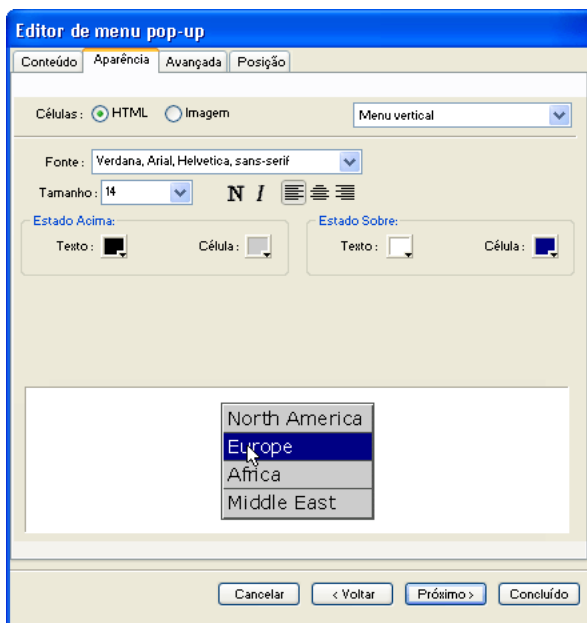 Editor de menu pop-up
Conteúdo Aparência Avançada Posição
Células: HTML Imagem Menu vertical
Fonte: Verdana, Arial, Helvetica, sans-serif
Tamanho: 14 N I
Estado Acima: Estado Sobre:
Texto: Célula: Texto: Célula:
North America
Europe
Africa
Middle East
Cancelar < Voltar Próximo > Concluído